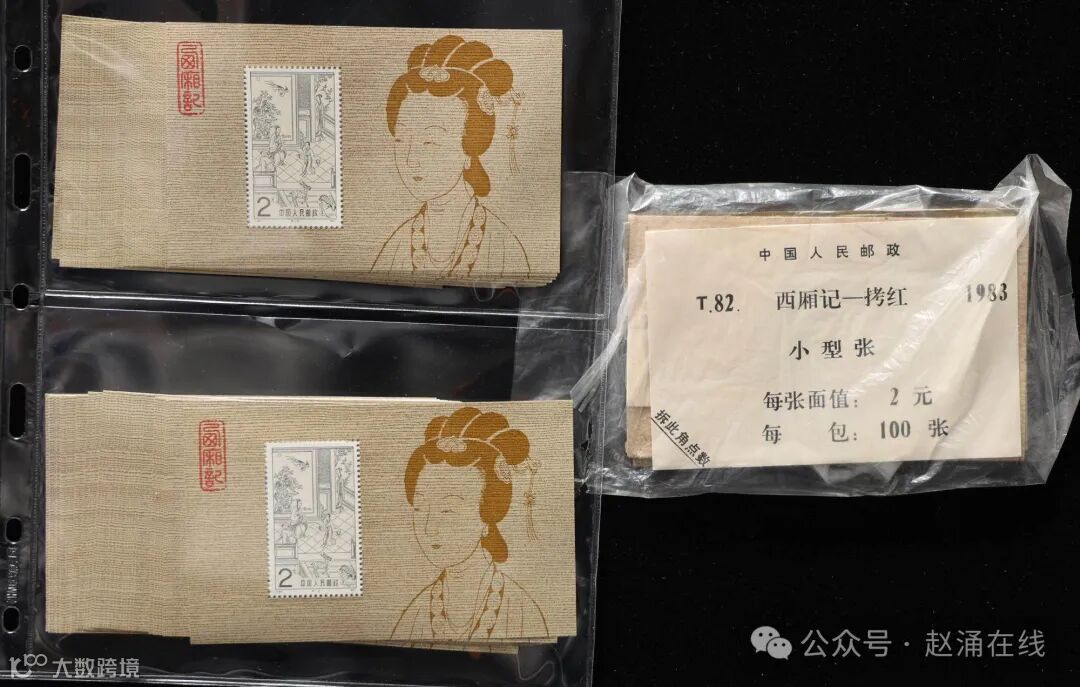 西厢记
2
中国人民邮政
西厢记
2
中国人民邮政
中国人民邮政
T.82. 西厢记—拷红 1983
小型张
每张面值: 2 元
每 包: 100 张
拆此角点数
公众号·赵涌在线
大数跨境